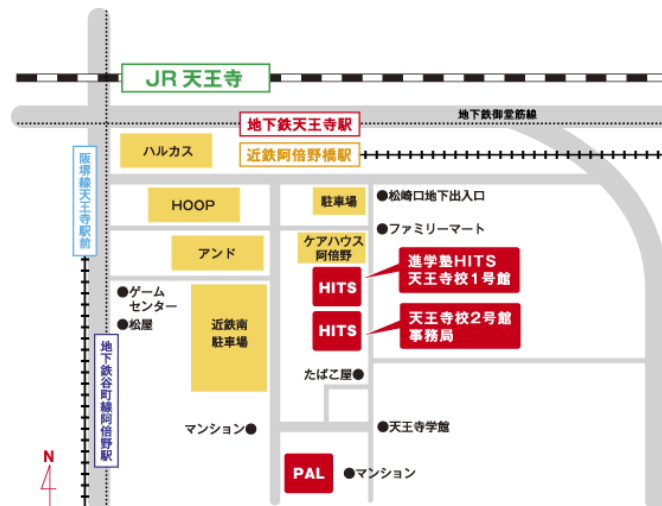 JR 天王寺
地下鉄御堂筋線
地下鉄天王寺駅
ハルカス
近鉄阿倍野橋駅
阪堺線天王寺駅前
HOOP
駐車場
●松崎口地下出入口
●ファミリーマート
アンド
ケアハウス
阿倍野
進学塾HITS
天王寺校1号館
HITS
●ゲーム
センター
●松屋
近鉄南
駐車場
HITS
天王寺校2号館
事務局
地下鉄谷町線阿倍野駅
たばこ屋●
マンション●
●天王寺学館
N
PAL
●マンション